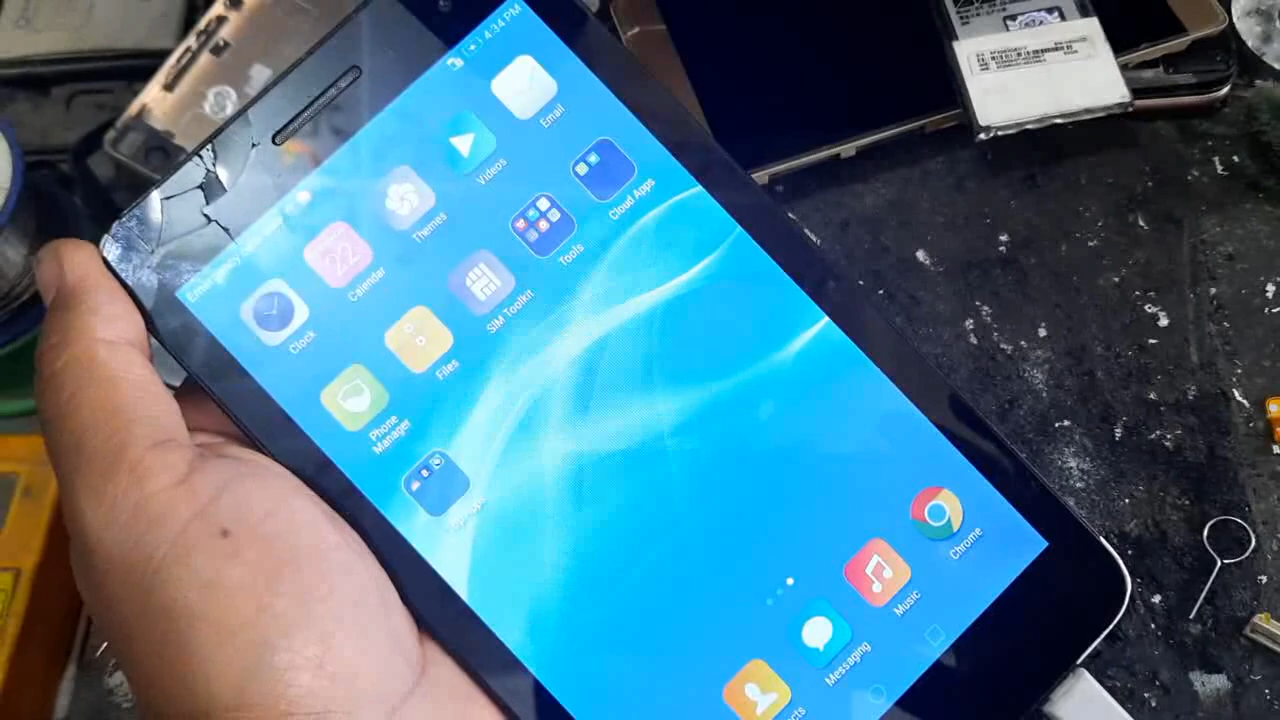 4:34 PM
Email
Videos
Themes
22
Calendar
Clock
Cloud Apps
Tools
SIM Toolkit
Files
Phone
Manager
Chrome
Music
Messaging